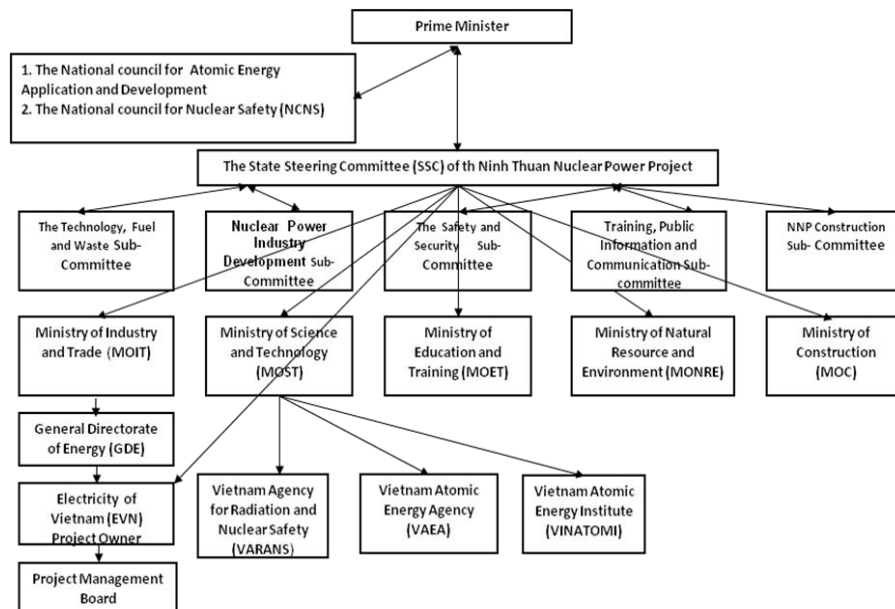 Prime Minister
1. The National council for Atomic Energy
Application and Development
2. The National council for Nuclear Safety (NCNS)
The State Steering Committee (SSC) of th Ninh Thuan Nuclear Power Project
The Technology, Fuel
and Waste Sub-
Committee
Nuclear Power
Industry
Development Sub-
Committee
The Safety and
Security Sub-
Committee
Training, Public
Information and
Communication Sub-
committee
NNP Construction
Sub- Committee
Ministry of Industry
and Trade (MOIT)
Ministry of Science
and Technology
(MOST)
Ministry of
Education and
Training (MOET)
Ministry of Natural
Resource and
Environment (MONRE)
Ministry of
Construction
(MOC)
General Directorate
of Energy (GDE)
Electricity of
Vietnam (EVN)
Project Owner
Vietnam Agency
for Radiation and
Nuclear Safety
(VARANS)
Vietnam Atomic
Energy Agency
(VAEA)
Vietnam Atomic
Energy Institute
(VINATOMI)
Project Management
Board